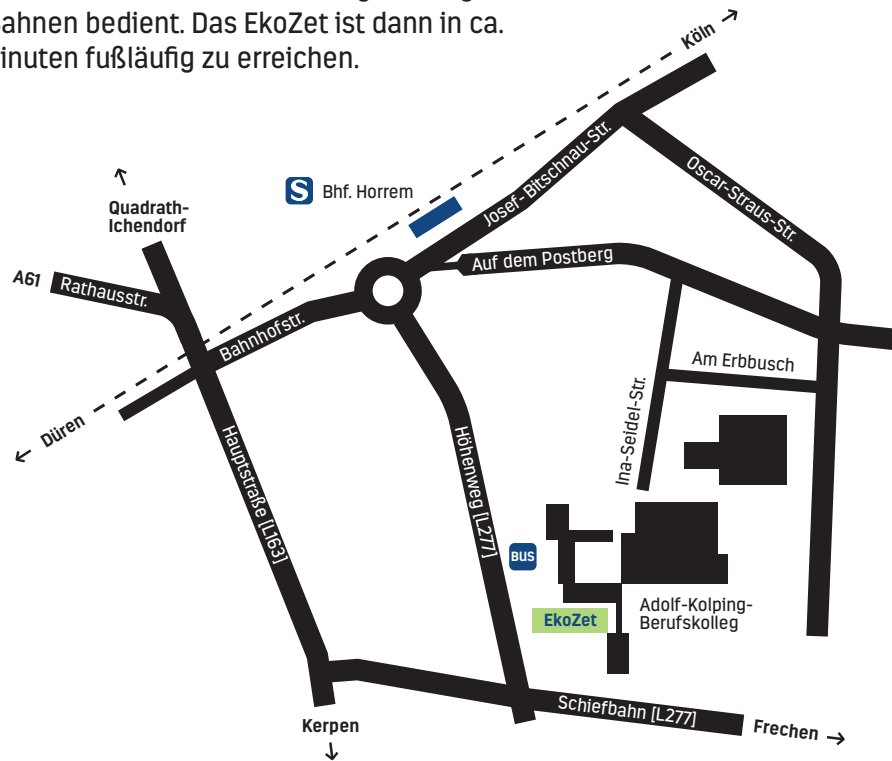 ahnen bedient. Das EkoZet ist dann in ca.
inuten fußläufig zu erreichen.
Köln
S Bhf. Horrem
Josef-Bitschnau-Str.
Oscar-Straus-Str.
Quadrath-
Ichendorf
Auf dem Postberg
A61 Rathausstr.
Bahnhofstr.
Am Erbbusch
Ina-Seidel-Str.
Düren
Hauptstraße [L163]
Höhenweg [L277]
BUS
EkoZet
Adolf-Kolping-
Berufskolleg
Schiefbahn [L277]
Kerpen
Frechen